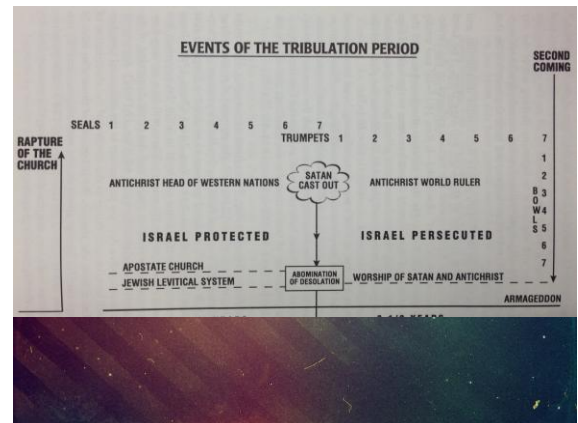 EVENTS OF THE TRIBULATION PERIOD
SECOND
COMING
SEALS 1 2 3 4 5 6 7
TRUMPETS 1 2 3 4 5 6 7
RAPTURE
OF THE
CHURCH
ANTICHRIST HEAD OF WESTERN NATIONS
SATAN
CAST OUT
ANTICHRIST WORLD RULER
BOWLS
1
2
3
4
5
6
7
ISRAEL PROTECTED
ISRAEL PERSECUTED
APOSTATE CHURCH
JEWISH LEVITICAL SYSTEM
ABOMINATION
OF DESOLATION
WORSHIP OF SATAN AND ANTICHRIST
ARMAGEDDON